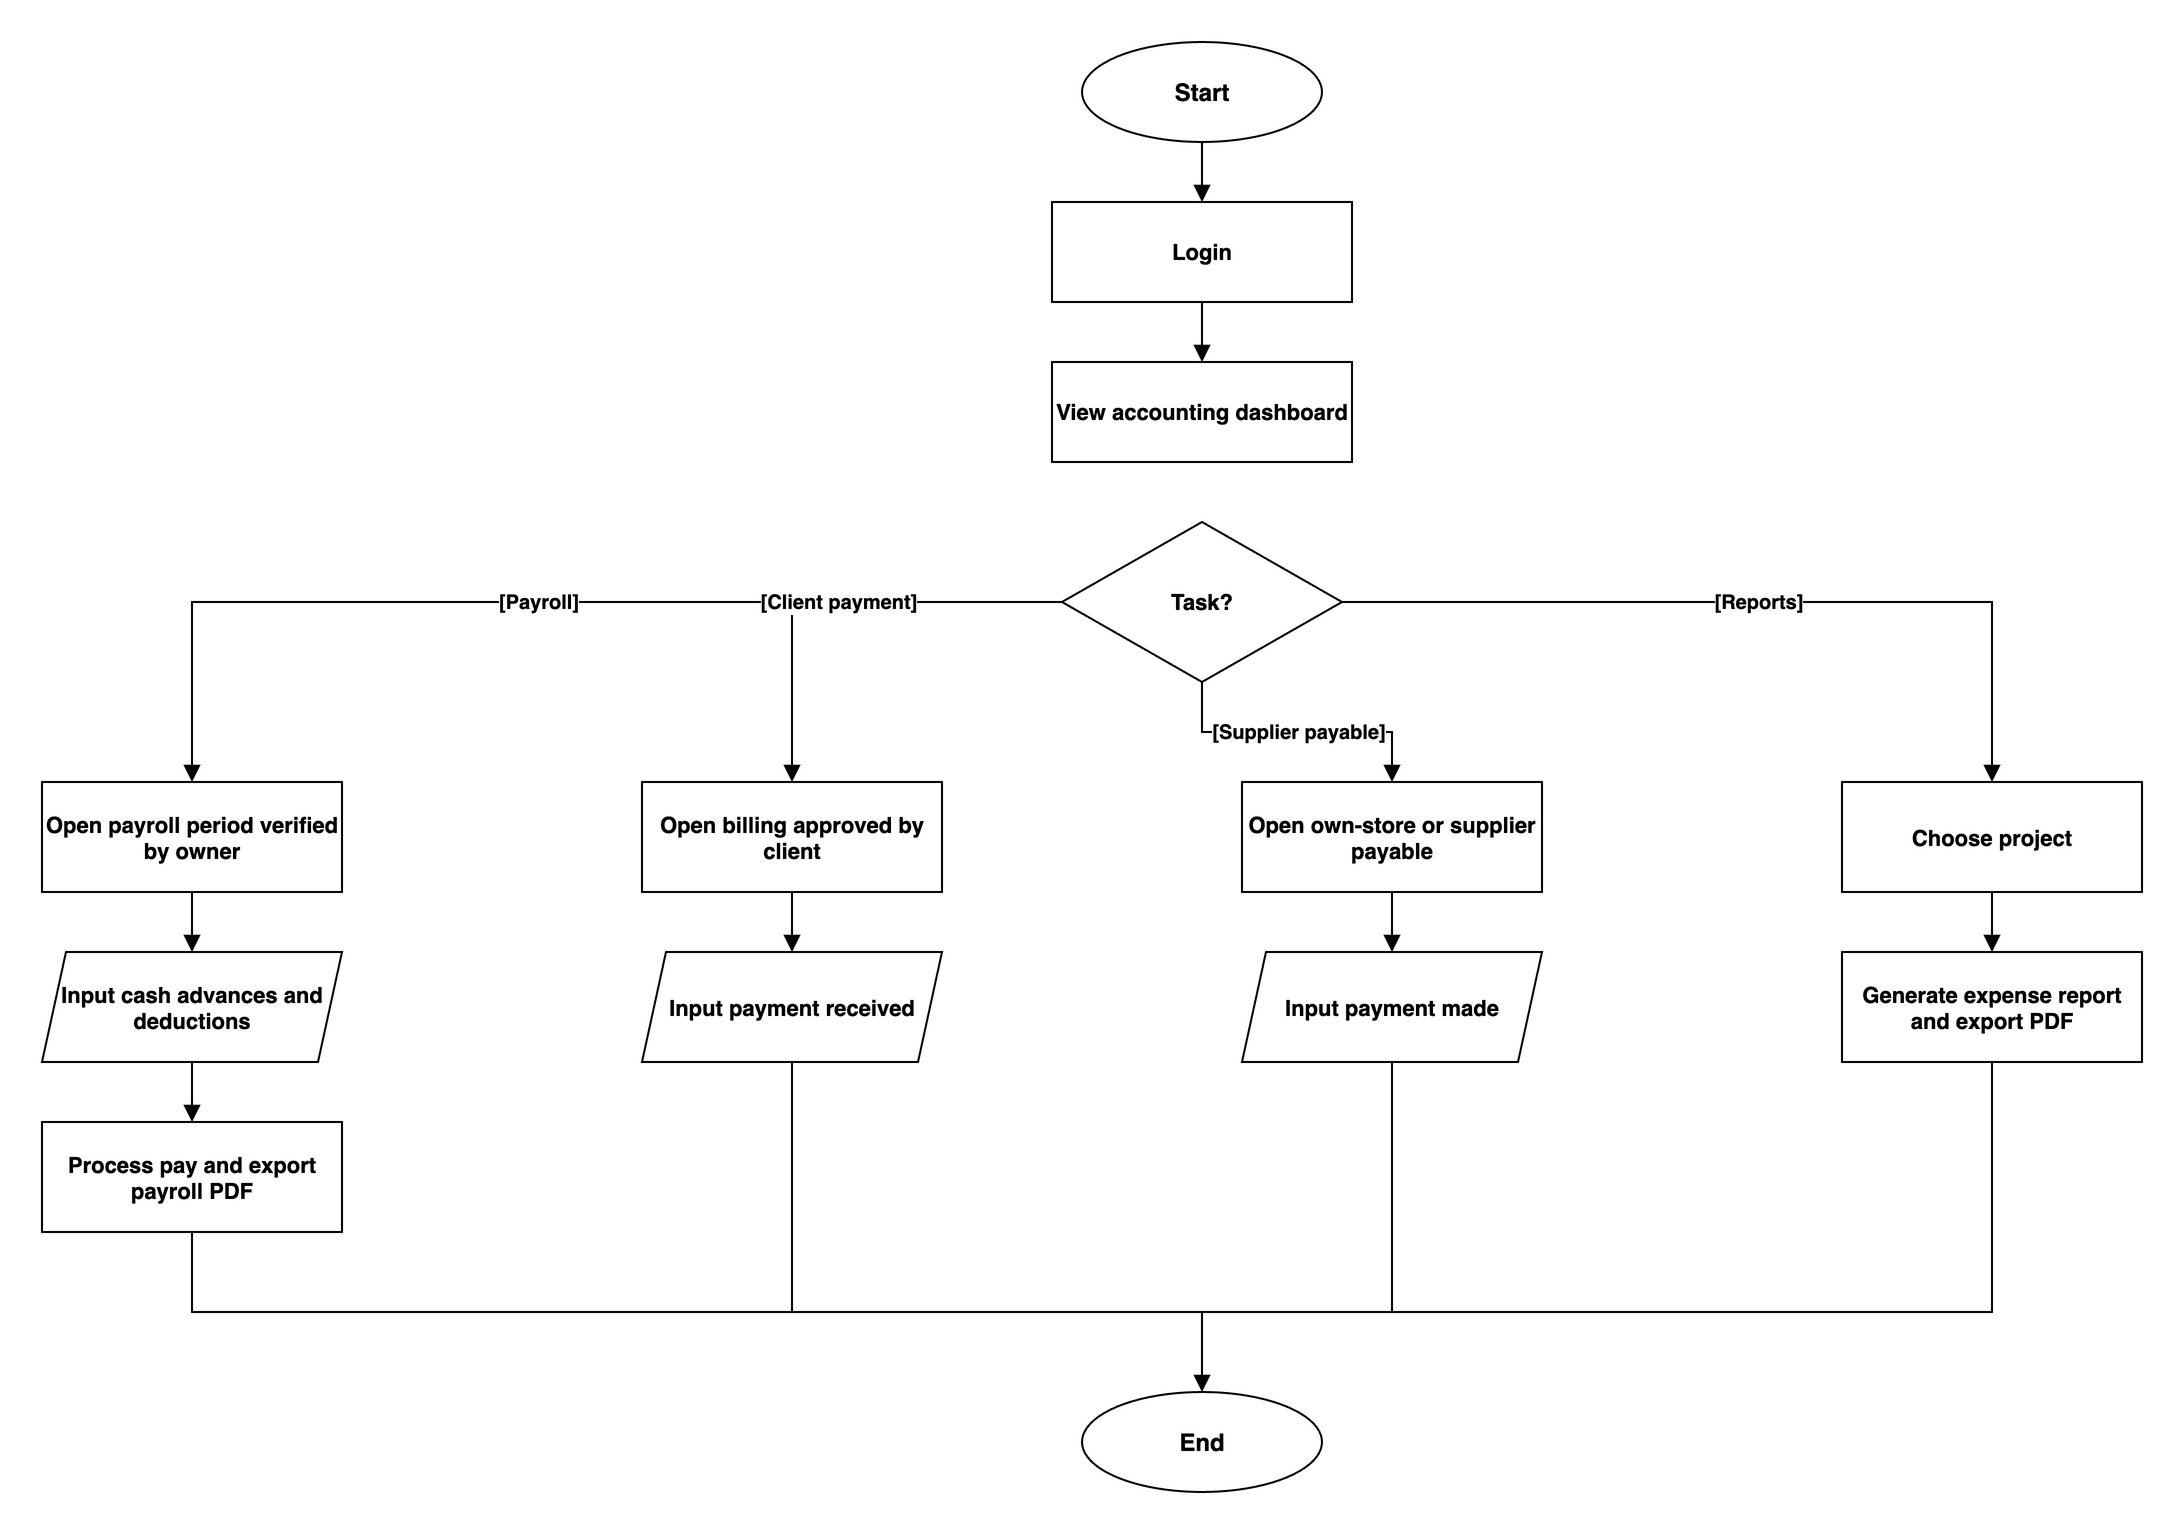 Start
Login
View accounting dashboard
Task?
[Payroll]
[Client payment]
[Reports]
[Supplier payable]
Open payroll period verified
by owner
Open billing approved by
client
Open own-store or supplier
payable
Choose project
Input cash advances and
deductions
Input payment received
Input payment made
Generate expense report
and export PDF
Process pay and export
payroll PDF
End